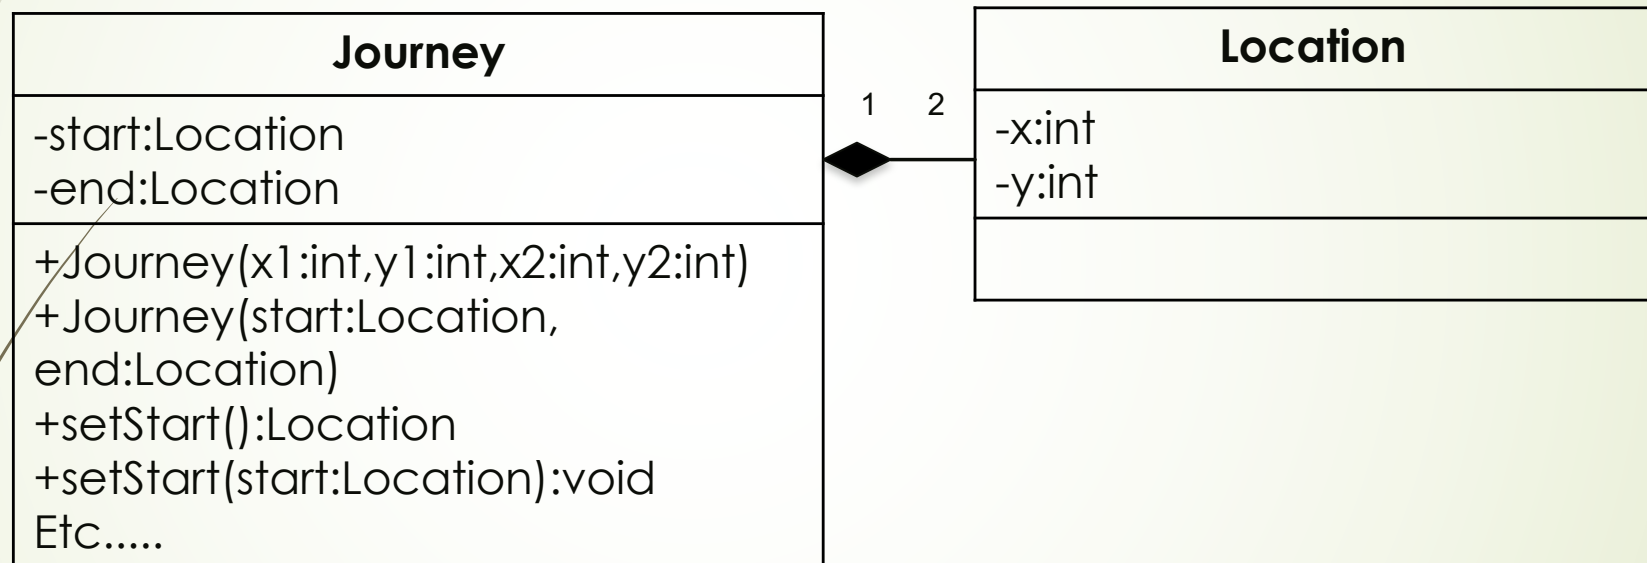 Journey
-start:Location
-end:Location
+Journey(x1:int,y1:int,x2:int,y2:int)
+Journey(start:Location,
end:Location)
+setStart():Location
+setStart(start:Location):void
Etc.....
1 2
Location
-x:int
-y:int